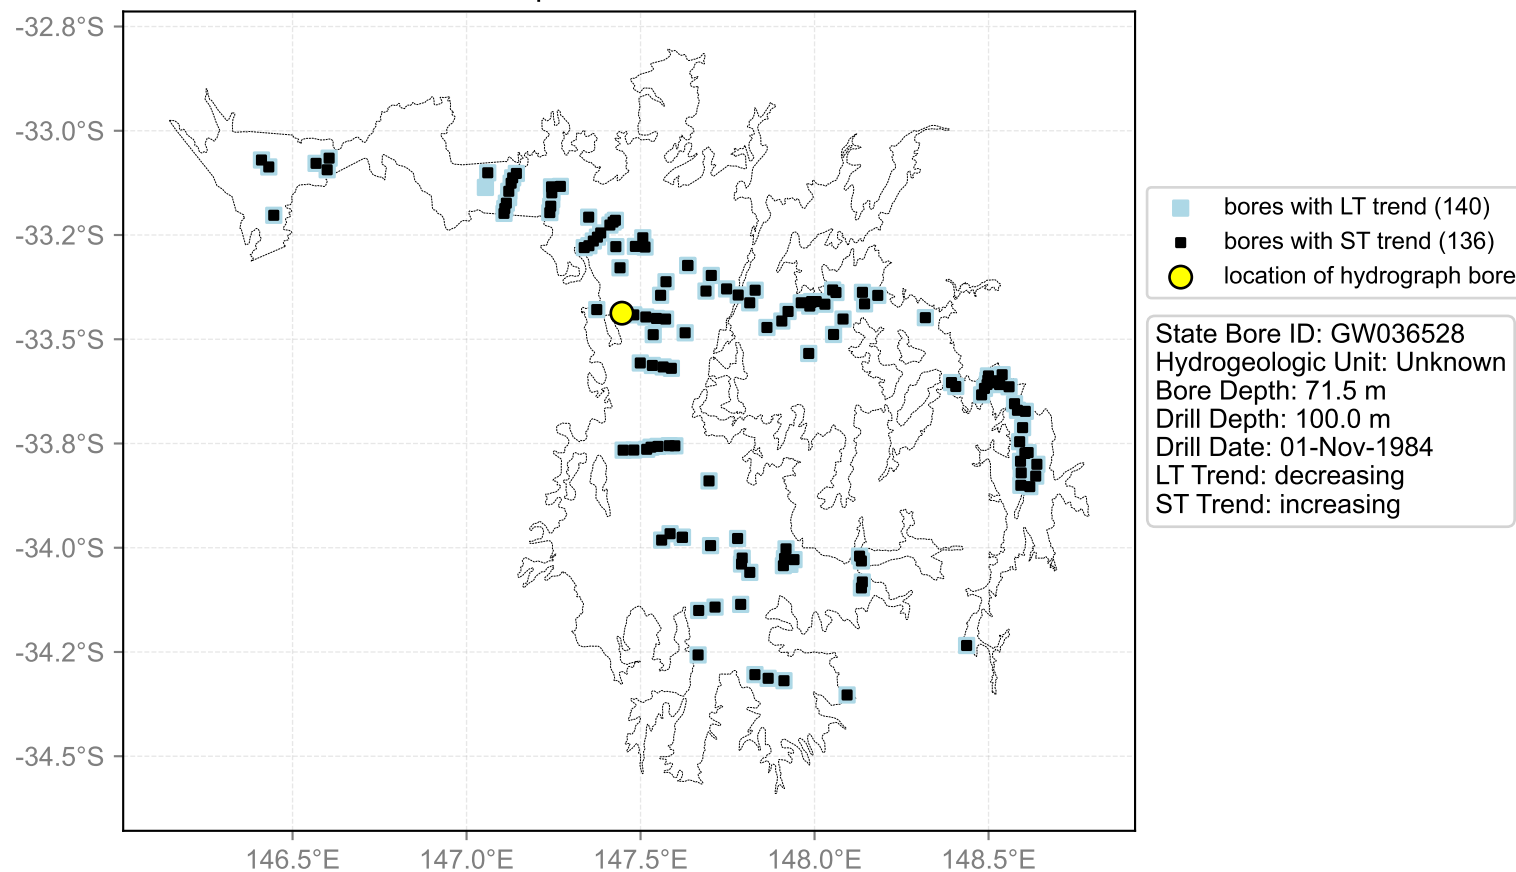 -32.8°S
-33.0°S
-33.2°S
-33.5°S
-33.8°S
-34.0°S
-34.2°S
-34.5°S
146.5°E
147.0°E
147.5°E
148.0°E
148.5°E
bores with LT trend (140)
bores with ST trend (136)
location of hydrograph bore
State Bore ID: GW036528
Hydrogeologic Unit: Unknown
Bore Depth: 71.5 m
Drill Depth: 100.0 m
Drill Date: 01-Nov-1984
LT Trend: decreasing
ST Trend: increasing